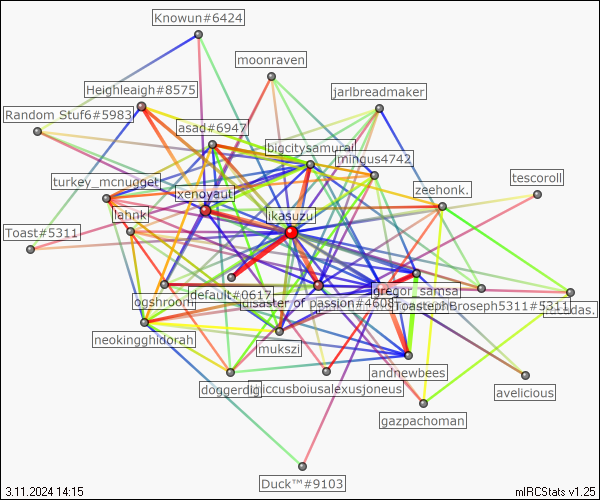 Knowun#6424
moonraven
Heighleaigh#8575
jarlbreadmaker
Random Stuf6#5983
asad#6947
bigcitysamurai
mingus4742
tescoroll
turkey_mcnugget
xenoyaut
zeehonk.
lahnk
ikasuzu
Toast#5311
default#0617
gregor_samsa
ogshroom
disaster of passion#4608
ToastephBroseph5311#5311
neokingghidorah
mukszi
andnewbees
doggerdig
iccusboiusalexusjoneus
avelicious
gazpachoman
Duck™#9103
3.11.2024 14:15
mIRCStats v1.25